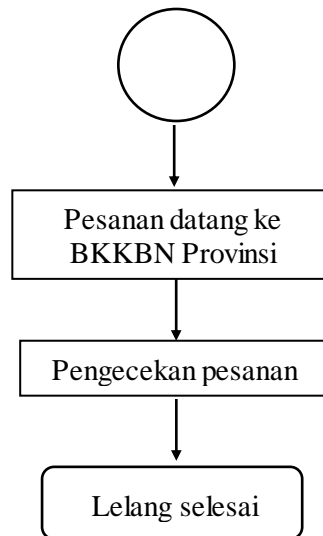 Pesanan datang ke
BKKBN Provinsi
Pengecekan pesanan
Lelang selesai